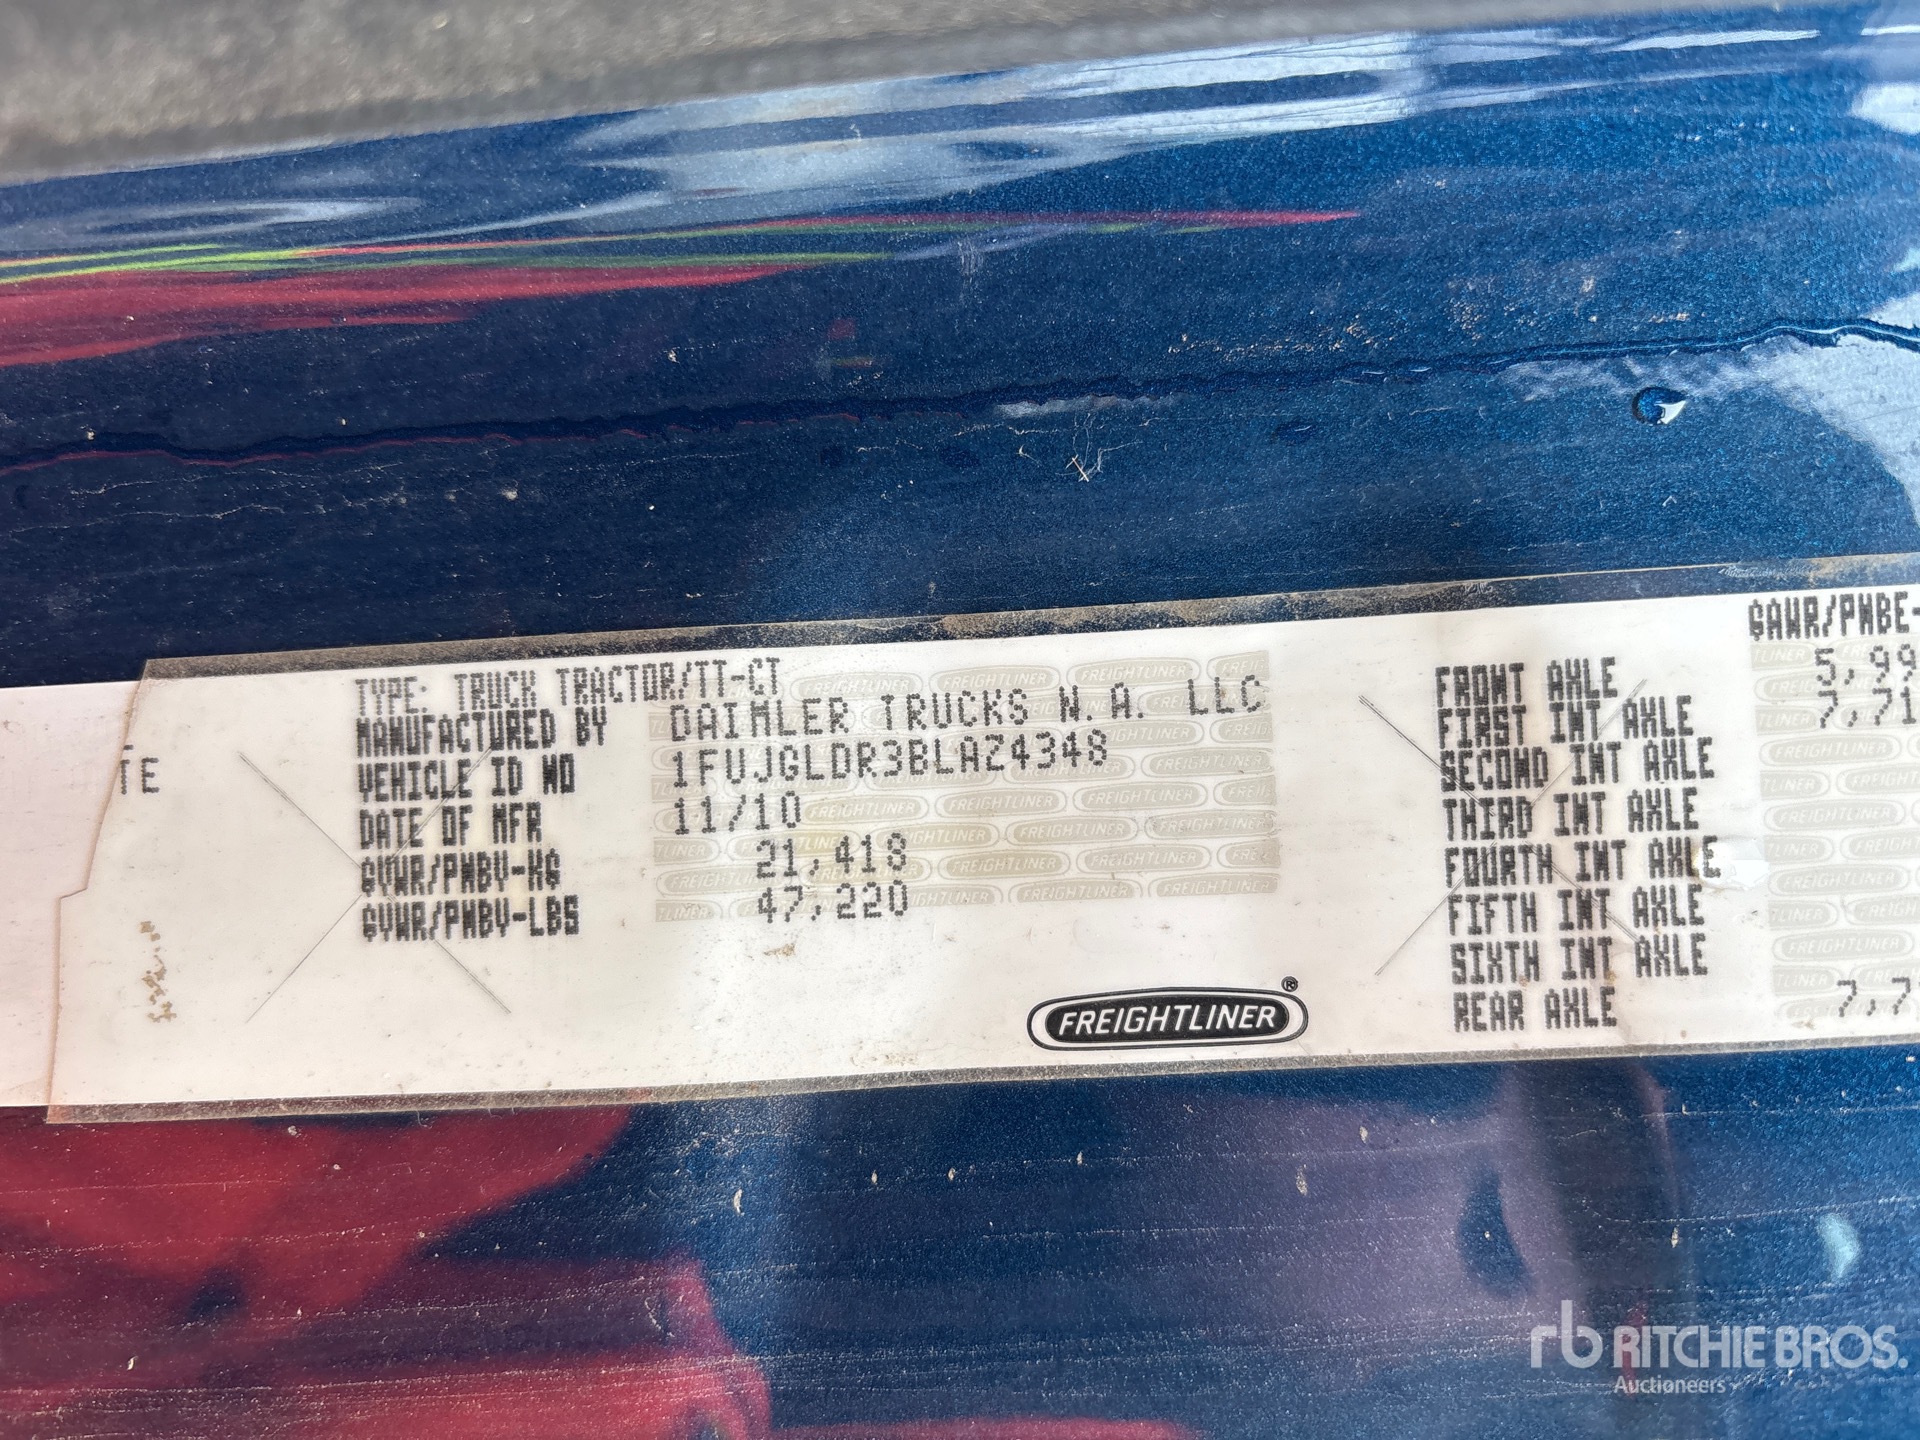 TE
TYPE: TRUCK TRACTOR/TT-CT
MANUFACTURED BY DAIMLER TRUCKS N.A. LLC
VEHICLE ID NO 1FUJGLDR3BLAZ4348
DATE OF MFR 11/10
GVWR/PNBV-KG 21,418
GVWR/PNBV-LBS 47,220
FREIGHTLINER®
GAWR/PNBE-
FRONT AXLE 5,99
FIRST INT AXLE 7,71
SECOND INT AXLE
THIRD INT AXLE
FOURTH INT AXLE
FIFTH INT AXLE
SIXTH INT AXLE
REAR AXLE 7,7
rb RITCHIE BROS.
Auctioneers